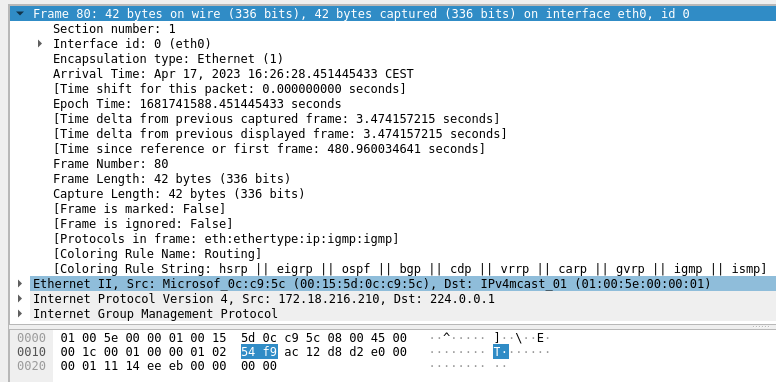 Frame 80: 42 bytes on wire (336 bits), 42 bytes captured (336 bits) on interface eth0, id 0
Section number: 1
Interface id: 0 (eth0)
Encapsulation type: Ethernet (1)
Arrival Time: Apr 17, 2023 16:26:28.451445433 CEST
[Time shift for this packet: 0.000000000 seconds]
Epoch Time: 1681741588.451445433 seconds
[Time delta from previous captured frame: 3.474157215 seconds]
[Time delta from previous displayed frame: 3.474157215 seconds]
[Time since reference or first frame: 480.960034641 seconds]
Frame Number: 80
Frame Length: 42 bytes (336 bits)
Capture Length: 42 bytes (336 bits)
[Frame is marked: False]
[Frame is ignored: False]
[Protocols in frame: eth:ethertype:ip:igmp:igmp]
[Coloring Rule Name: Routing]
[Coloring Rule String: hsrp || eigrp || ospf || bgp || cdp || vrrp || carp || gvrp || igmp || ismp]
Ethernet II, Src: Microsof_0c:c9:5c (00:15:5d:0c:c9:5c), Dst: IPv4mcast_01 (01:00:5e:00:00:01)
Internet Protocol Version 4, Src: 172.18.216.210, Dst: 224.0.0.1
Internet Group Management Protocol
0000 01 00 5e 00 00 01 00 15 5d 0c c9 5c 08 00 45 00 ··^····· ]··\··E·
0010 00 1c 00 01 00 00 01 02 54 f9 ac 12 d8 d2 e0 00 ········ T·······
0020 00 01 11 14 ee eb 00 00 00 00 ········ ··